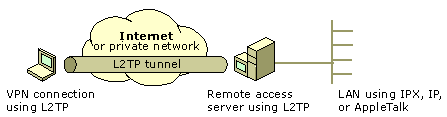 Internet
or private network
L2TP tunnel
VPN connection
using L2TP
Remote access
server using L2TP
LAN using IPX, IP,
or AppleTalk